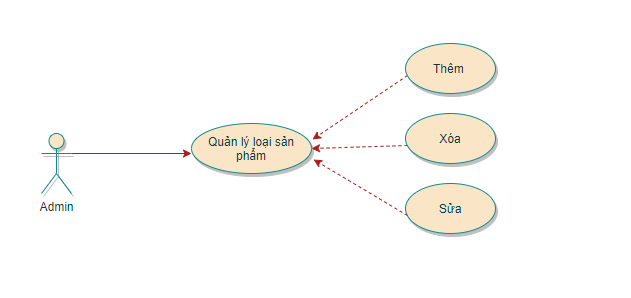 Thêm
Quản lý loại sản
phẩm
Xóa
Sửa
Admin